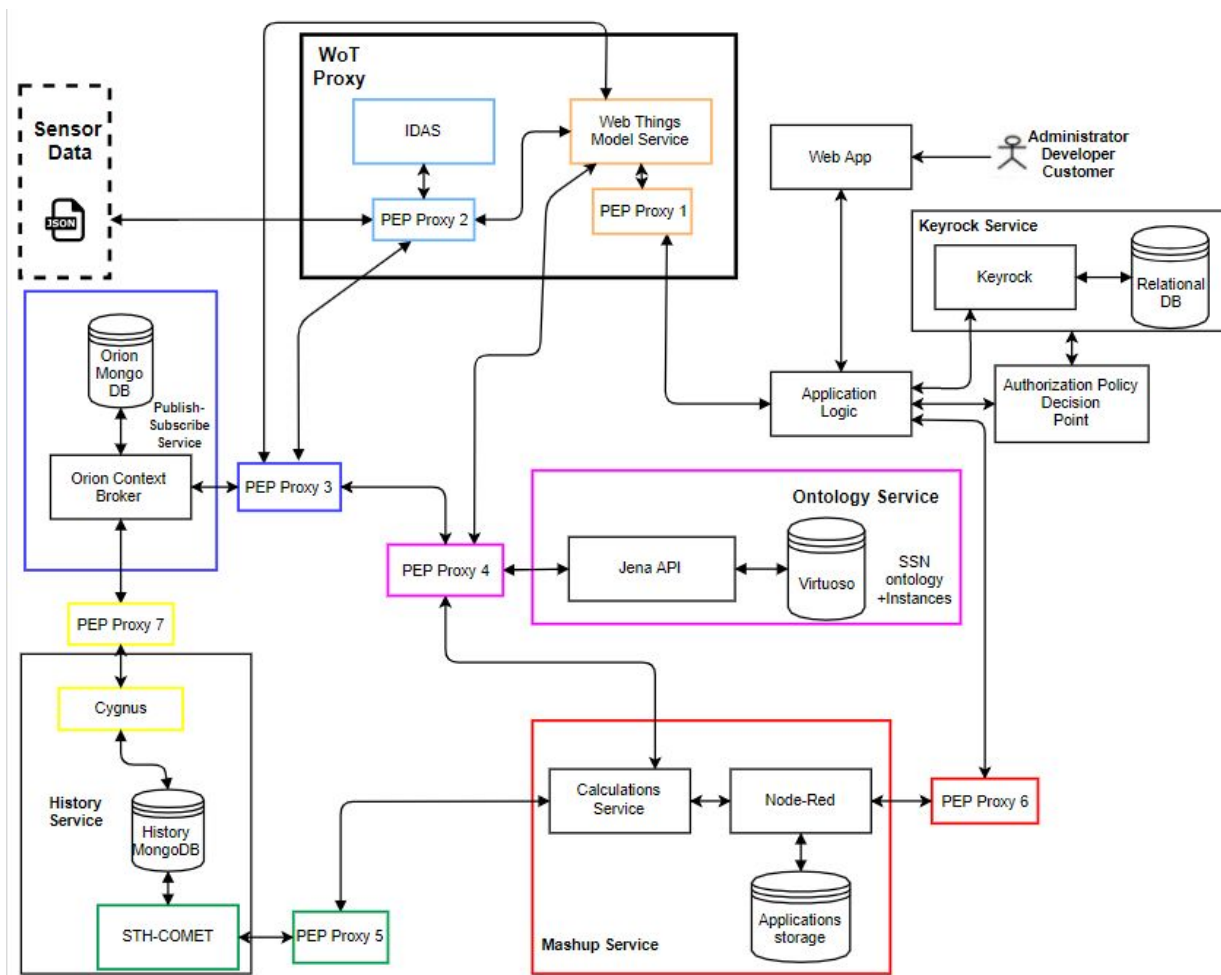 WoT
Proxy
Sensor
Data
JSON
IDAS
Web Things
Model Service
PEP Proxy 2
PEP Proxy 1
Web App
Administrator
Developer
Customer
Keyrock Service
Keyrock
Relational
DB
Orion
Mongo
DB
Publish-
Subscribe
Service
Application
Logic
Authorization Policy
Decision
Point
Orion Context
Broker
PEP Proxy 3
Ontology Service
PEP Proxy 4
Jena API
Virtuoso
SSN
ontology
+Instances
PEP Proxy 7
Cygnus
History
Service
History
MongoDB
Calculations
Service
Node-Red
PEP Proxy 6
STH-COMET
PEP Proxy 5
Applications
storage
Mashup Service